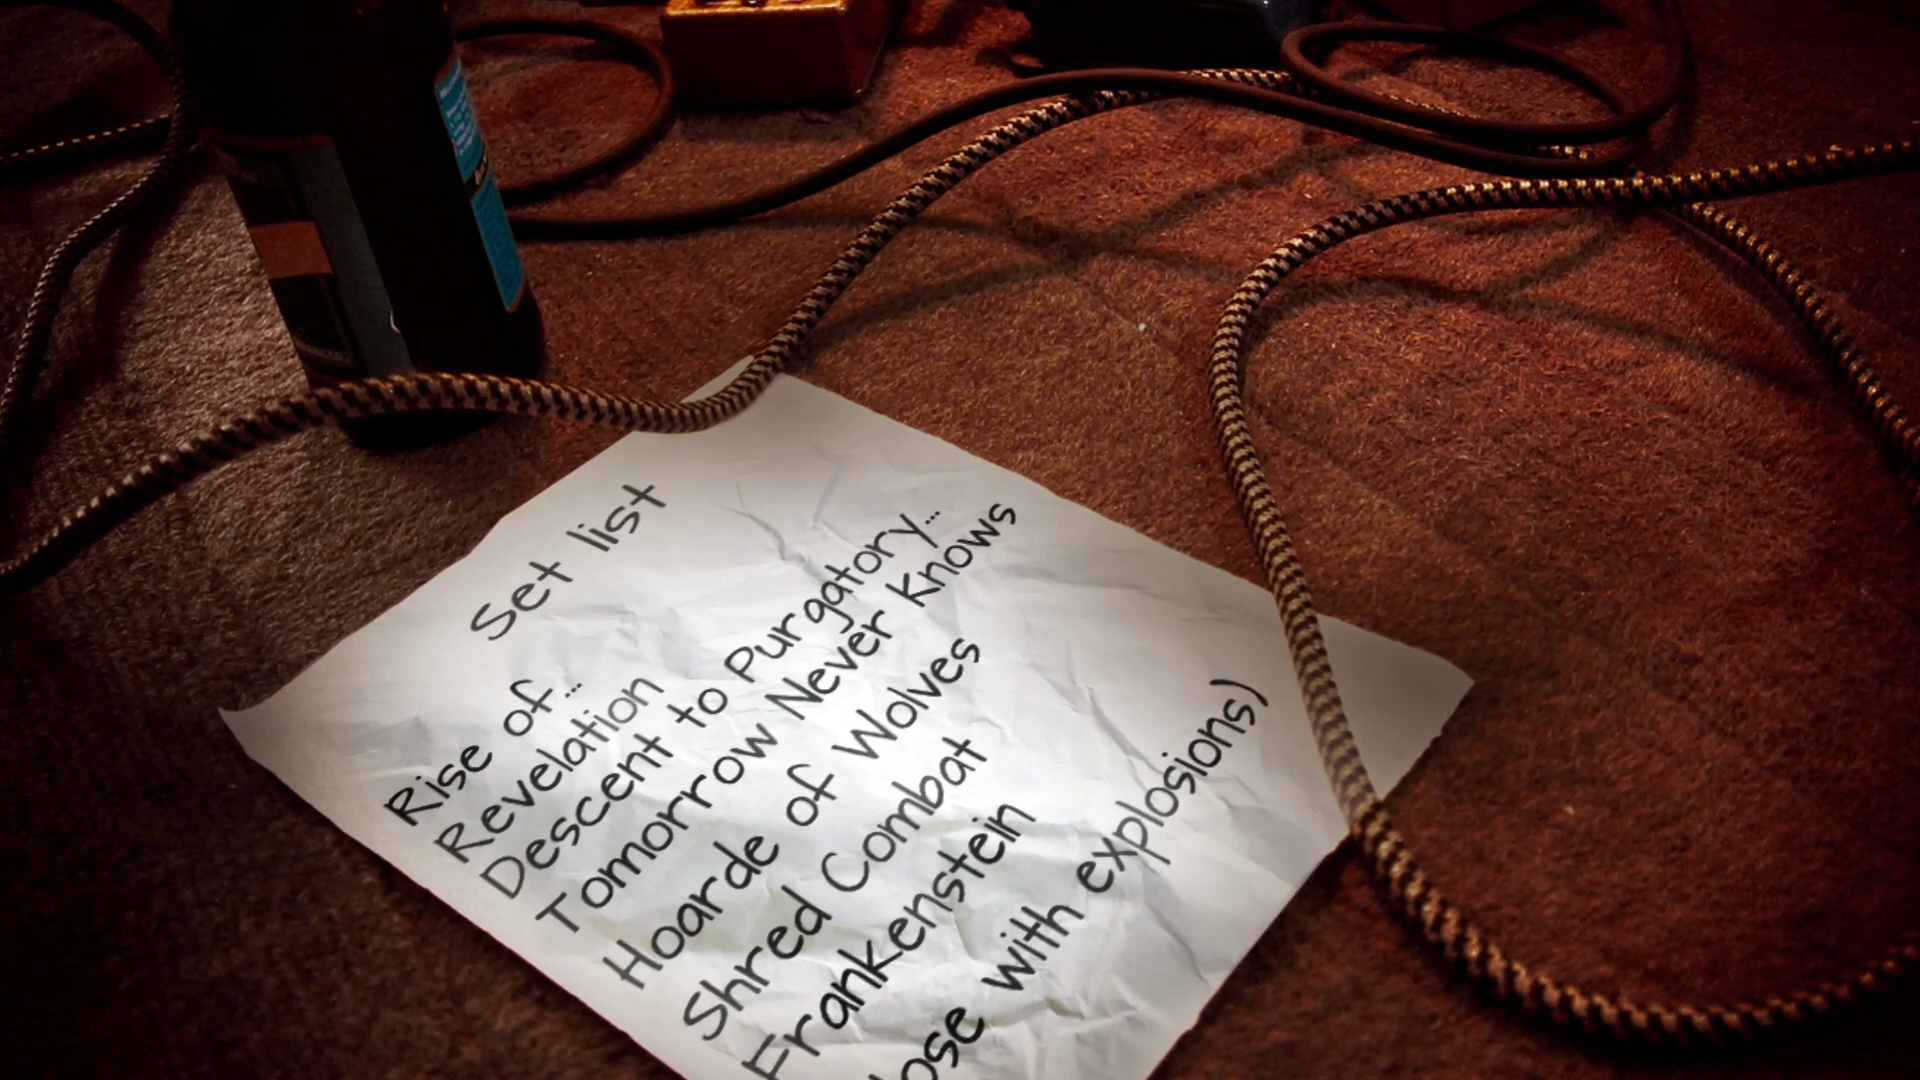 Set list
Rise of...
Revelation
Descent to Purgatory...
Tomorrow Never Knows
Hoarde of Wolves
Shred Combat
Frankenstein
with explosions)